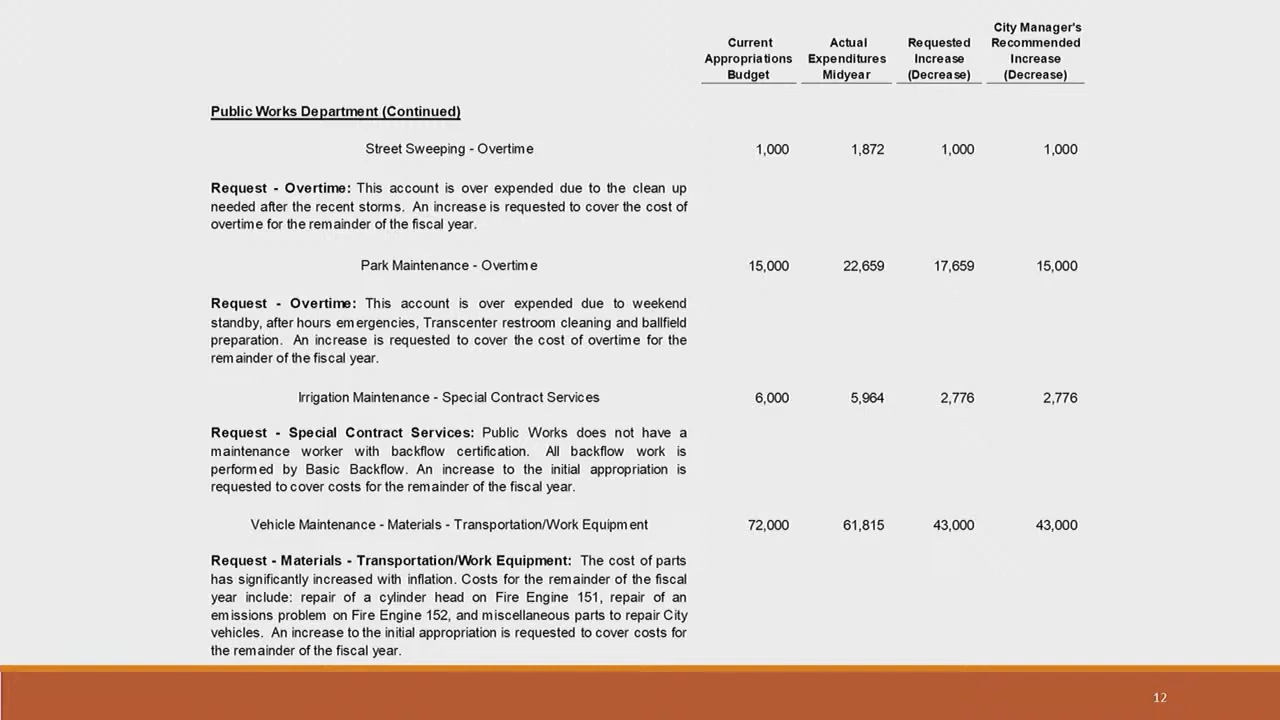 City Manager's
Current Actual Requested Recommended
Appropriations Expenditures Increase Increase
Budget Midyear (Decrease) (Decrease)
Public Works Department (Continued)
Street Sweeping - Overtime 1,000 1,872 1,000 1,000
Request - Overtime: This account is over expended due to the clean up
needed after the recent storms. An increase is requested to cover the cost of
overtime for the remainder of the fiscal year.
Park Maintenance - Overtime 15,000 22,659 17,659 15,000
Request - Overtime: This account is over expended due to weekend
standby, after hours emergencies, Transcenter restroom cleaning and ballfield
preparation. An increase is requested to cover the cost of overtime for the
remainder of the fiscal year.
Irrigation Maintenance - Special Contract Services 6,000 5,964 2,776 2,776
Request - Special Contract Services: Public Works does not have a
maintenance worker with backflow certification. All backflow work is
performed by Basic Backflow. An increase to the initial appropriation is
requested to cover costs for the remainder of the fiscal year.
Vehicle Maintenance - Materials - Transportation/Work Equipment 72,000 61,815 43,000 43,000
Request - Materials - Transportation/Work Equipment: The cost of parts
has significantly increased with inflation. Costs for the remainder of the fiscal
year include: repair of a cylinder head on Fire Engine 151, repair of an
emissions problem on Fire Engine 152, and miscellaneous parts to repair City
vehicles. An increase to the initial appropriation is requested to cover costs for
the remainder of the fiscal year.
12